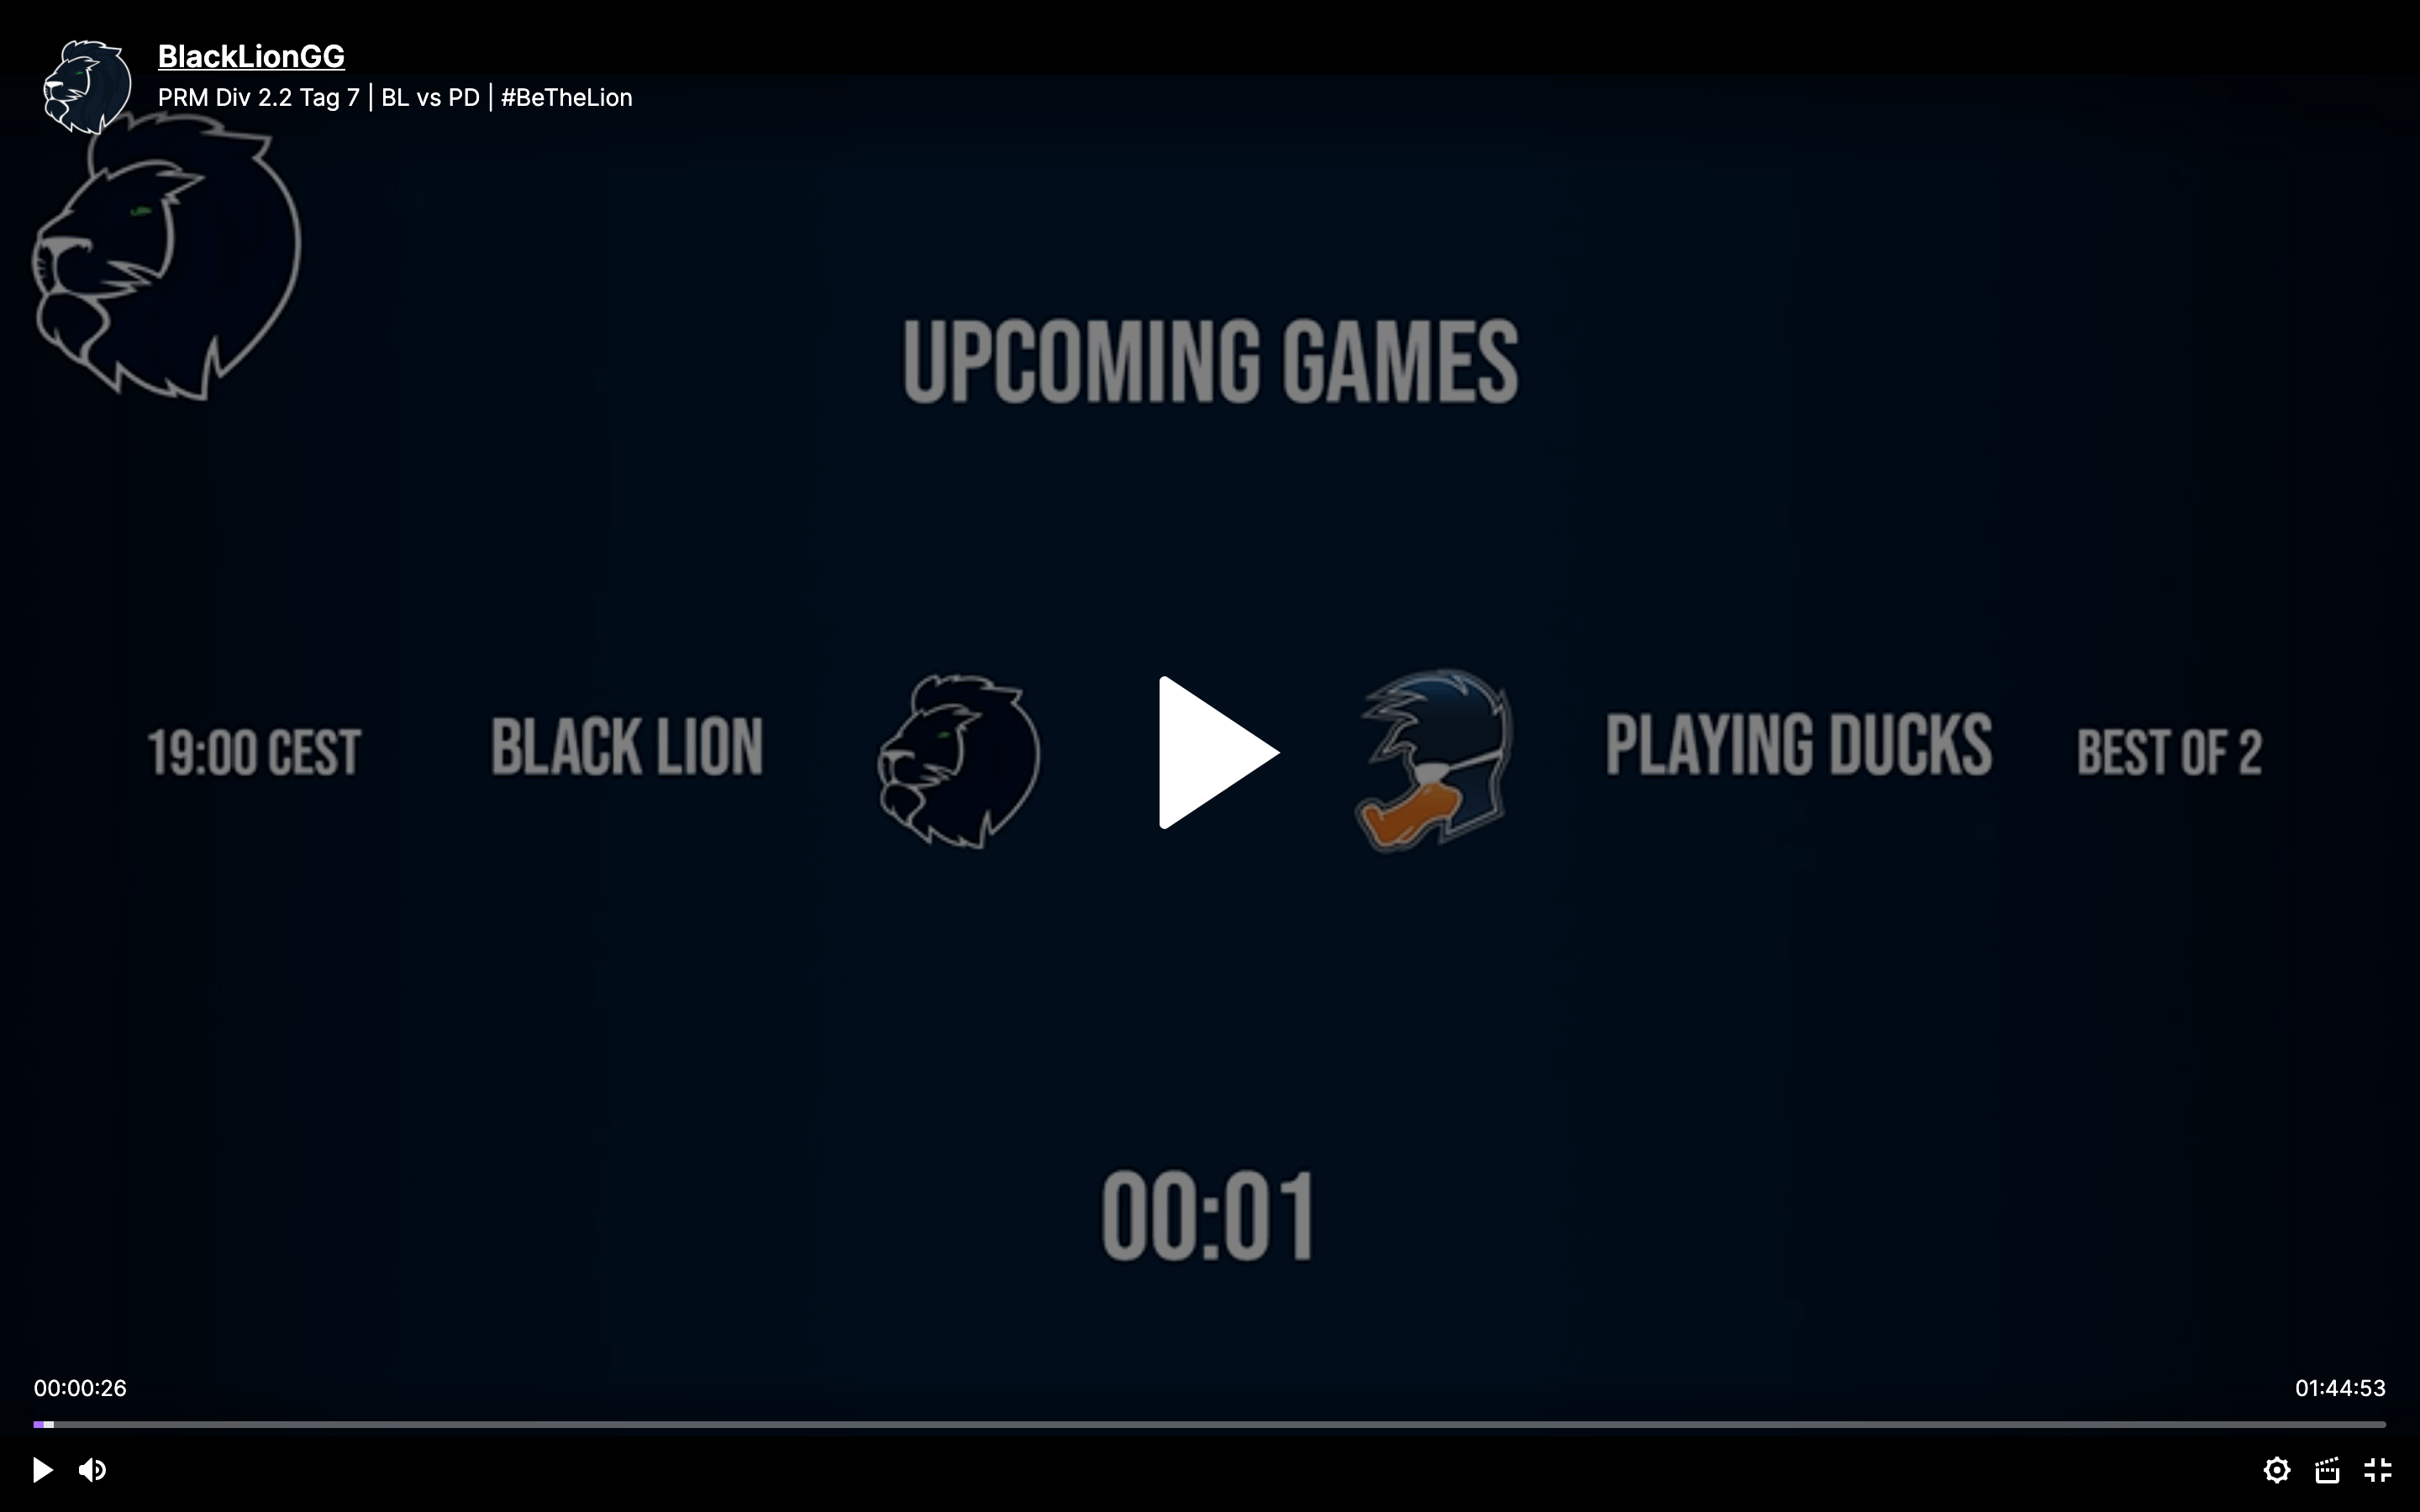 BlackLionGG
PRM Div 2.2 Tag 7 | BL vs PD | #BeTheLion
UPCOMING GAMES
19:00 CEST BLACK LION PLAYING DUCKS BEST OF 2
00:01
00:00:26 01:44:53